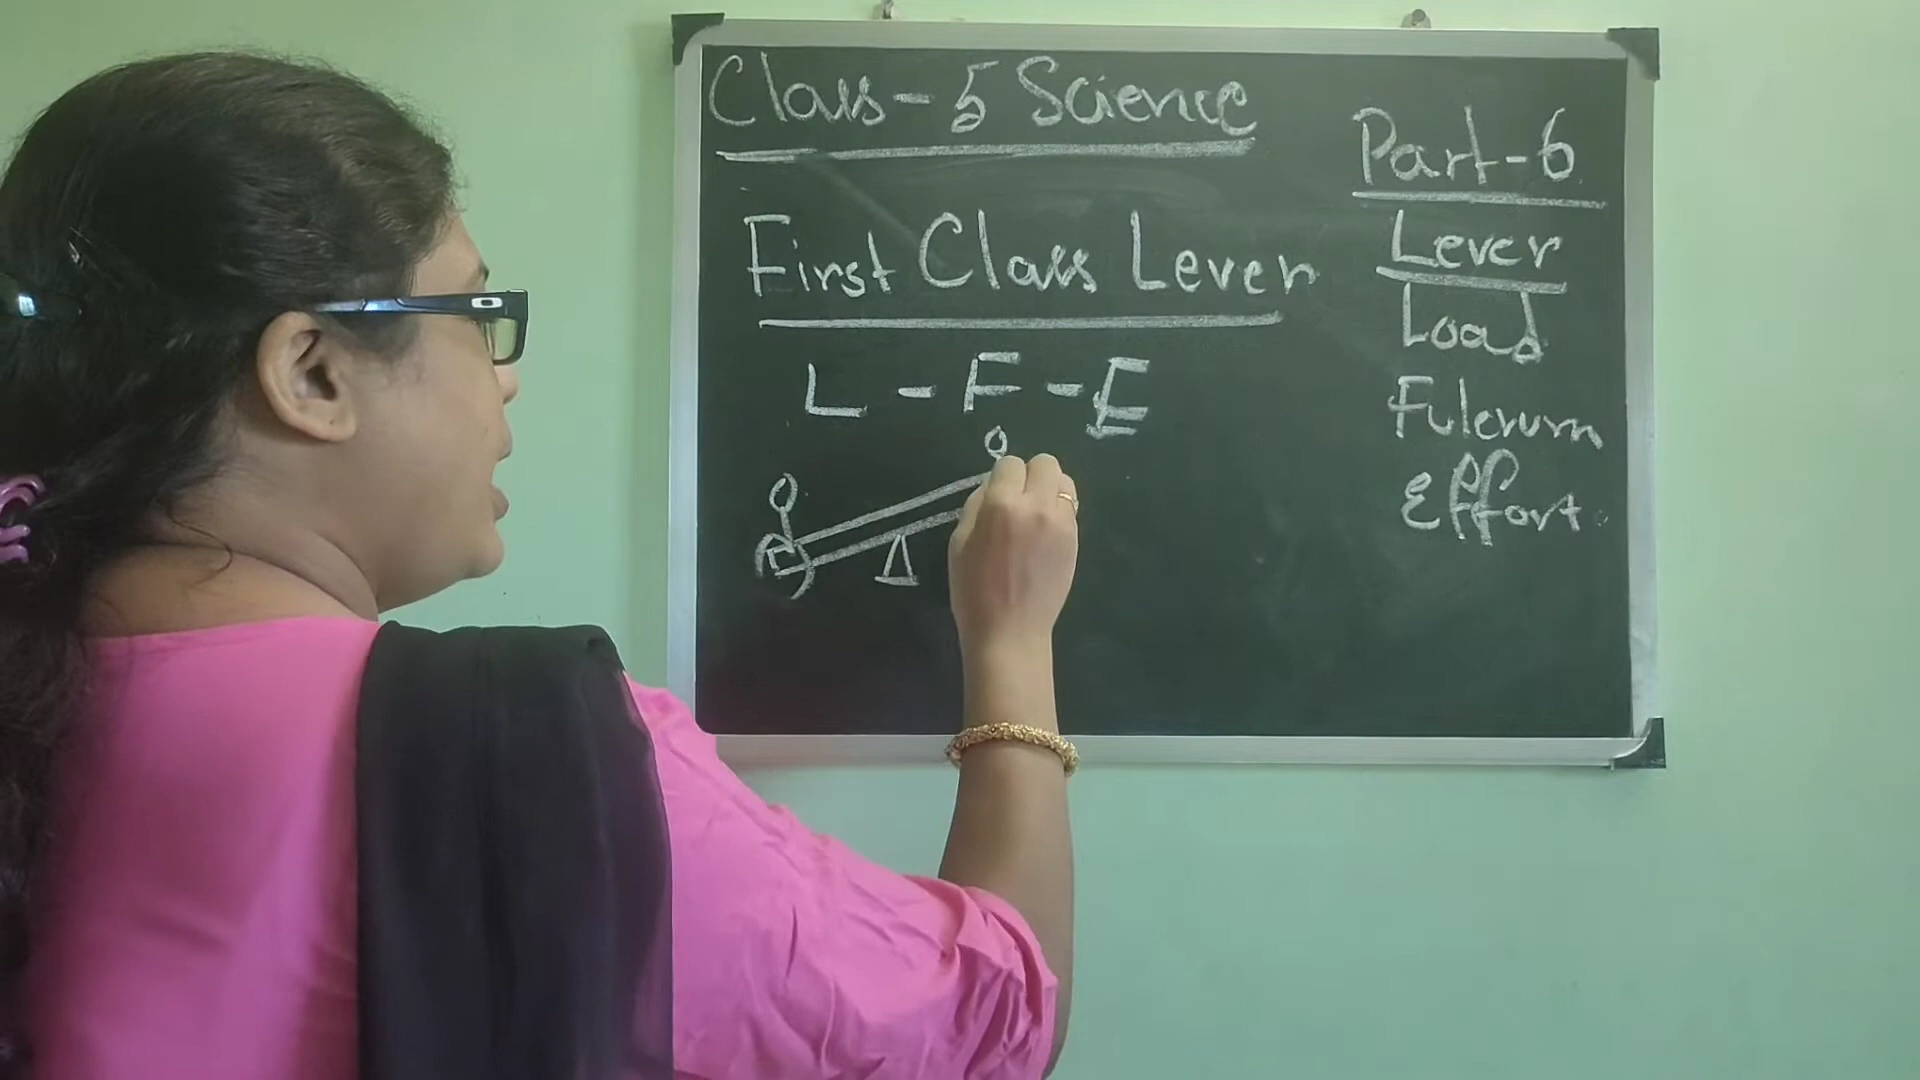 Class - 5 Science
First Class Lever
L - F - E
Part - 6
Lever
Load
Fulcrum
Effort